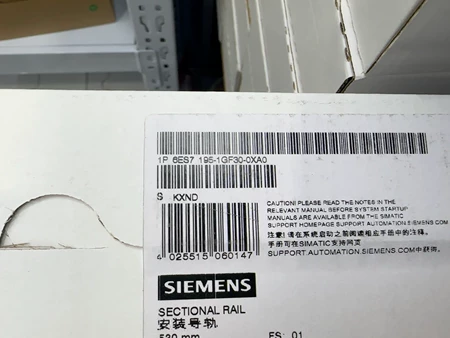 1P 6ES7 195-1GF30-0XA0
S KXND
CAUTION! PLEASE READ THE NOTES IN THE
RELEVANT MANUAL BEFORE SYSTEM STARTUP
MANUALS ARE AVAILABLE FROM THE SIMATIC
SUPPORT HOMEPAGE SUPPORT.AUTOMATION.SIEMENS.COM
注意!请在系统启动之前阅读相应手册中的注释。
手册可在SIMATIC支持网页
SUPPORT.AUTOMATION.SIEMENS.COM中获得。
4 025515 060147
SIEMENS
SECTIONAL RAIL
安装导轨
530 mm
FS: 01